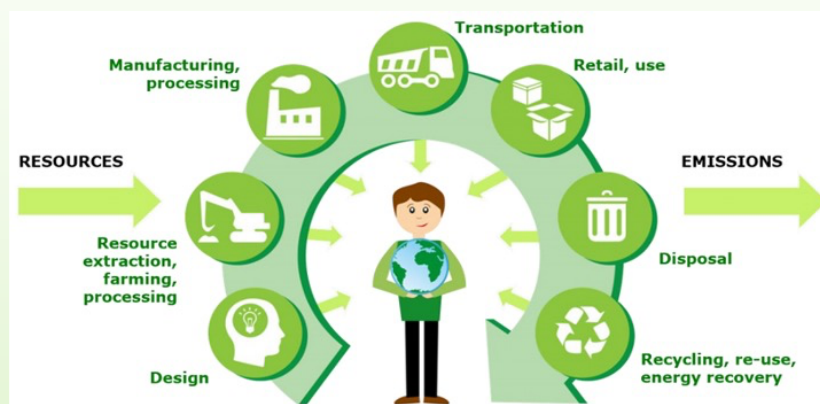 Transportation
Manufacturing,
processing
Retail, use
RESOURCES
EMISSIONS
Resource
extraction,
farming,
processing
Disposal
Design
Recycling, re-use,
energy recovery